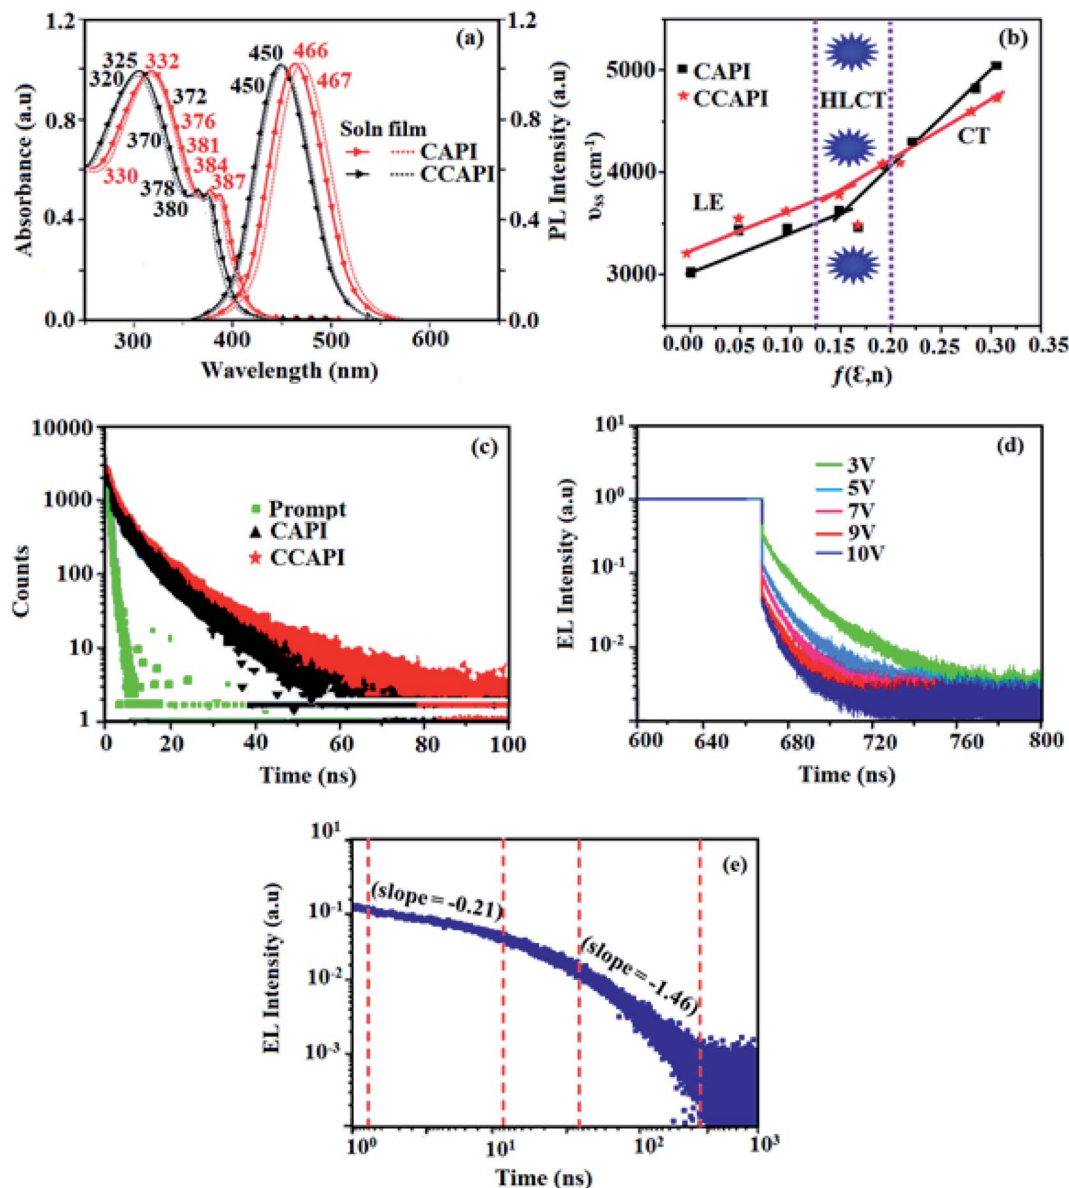 (a)
Absorbance (a.u)
1.2
0.8
0.4
0.0
325
332
320
372
376
370
381
384
330
378
387
380
450
466
450
467
Soln film
CAPI
CCAPI
1.2
0.8
0.4
0.0
PL Intensity (a.u)
300
400
500
600
Wavelength (nm)
(b)
υss (cm-1)
5000
4000
3000
CAPI
CCAPI
HLCT
CT
LE
0.00
0.05
0.10
0.15
0.20
0.25
0.30
0.35
f(Ɛ,n)
(c)
Counts
10000
1000
100
10
1
Prompt
CAPI
CCAPI
0
20
40
60
80
100
Time (ns)
(d)
EL Intensity (a.u)
10¹
10⁰
10⁻¹
10⁻²
3V
5V
7V
9V
10V
600
640
680
720
760
800
Time (ns)
(e)
EL Intensity (a.u)
10¹
10⁻¹
10⁻²
10⁻³
(slope = -0.21)
(slope = -1.46)
10⁰
10¹
10²
10³
Time (ns)